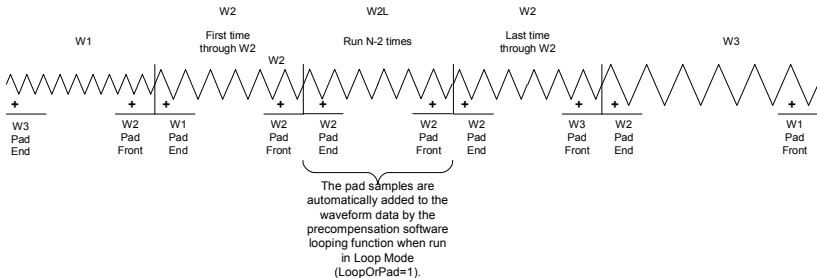 W2
W2L
W2
W1
First time
through W2
Run N-2 times
Last time
through W2
W3
W2
+ + + + + + + + + +
W3
Pad
End
W2
Pad
Front
W1
Pad
End
W2
Pad
Front
W2
Pad
End
W2
Pad
Front
W2
Pad
End
W3
Pad
Front
W2
Pad
End
W1
Pad
Front
The pad samples are
automatically added to the
waveform data by the
precompensation software
looping function when run
in Loop Mode
(LoopOrPad=1).